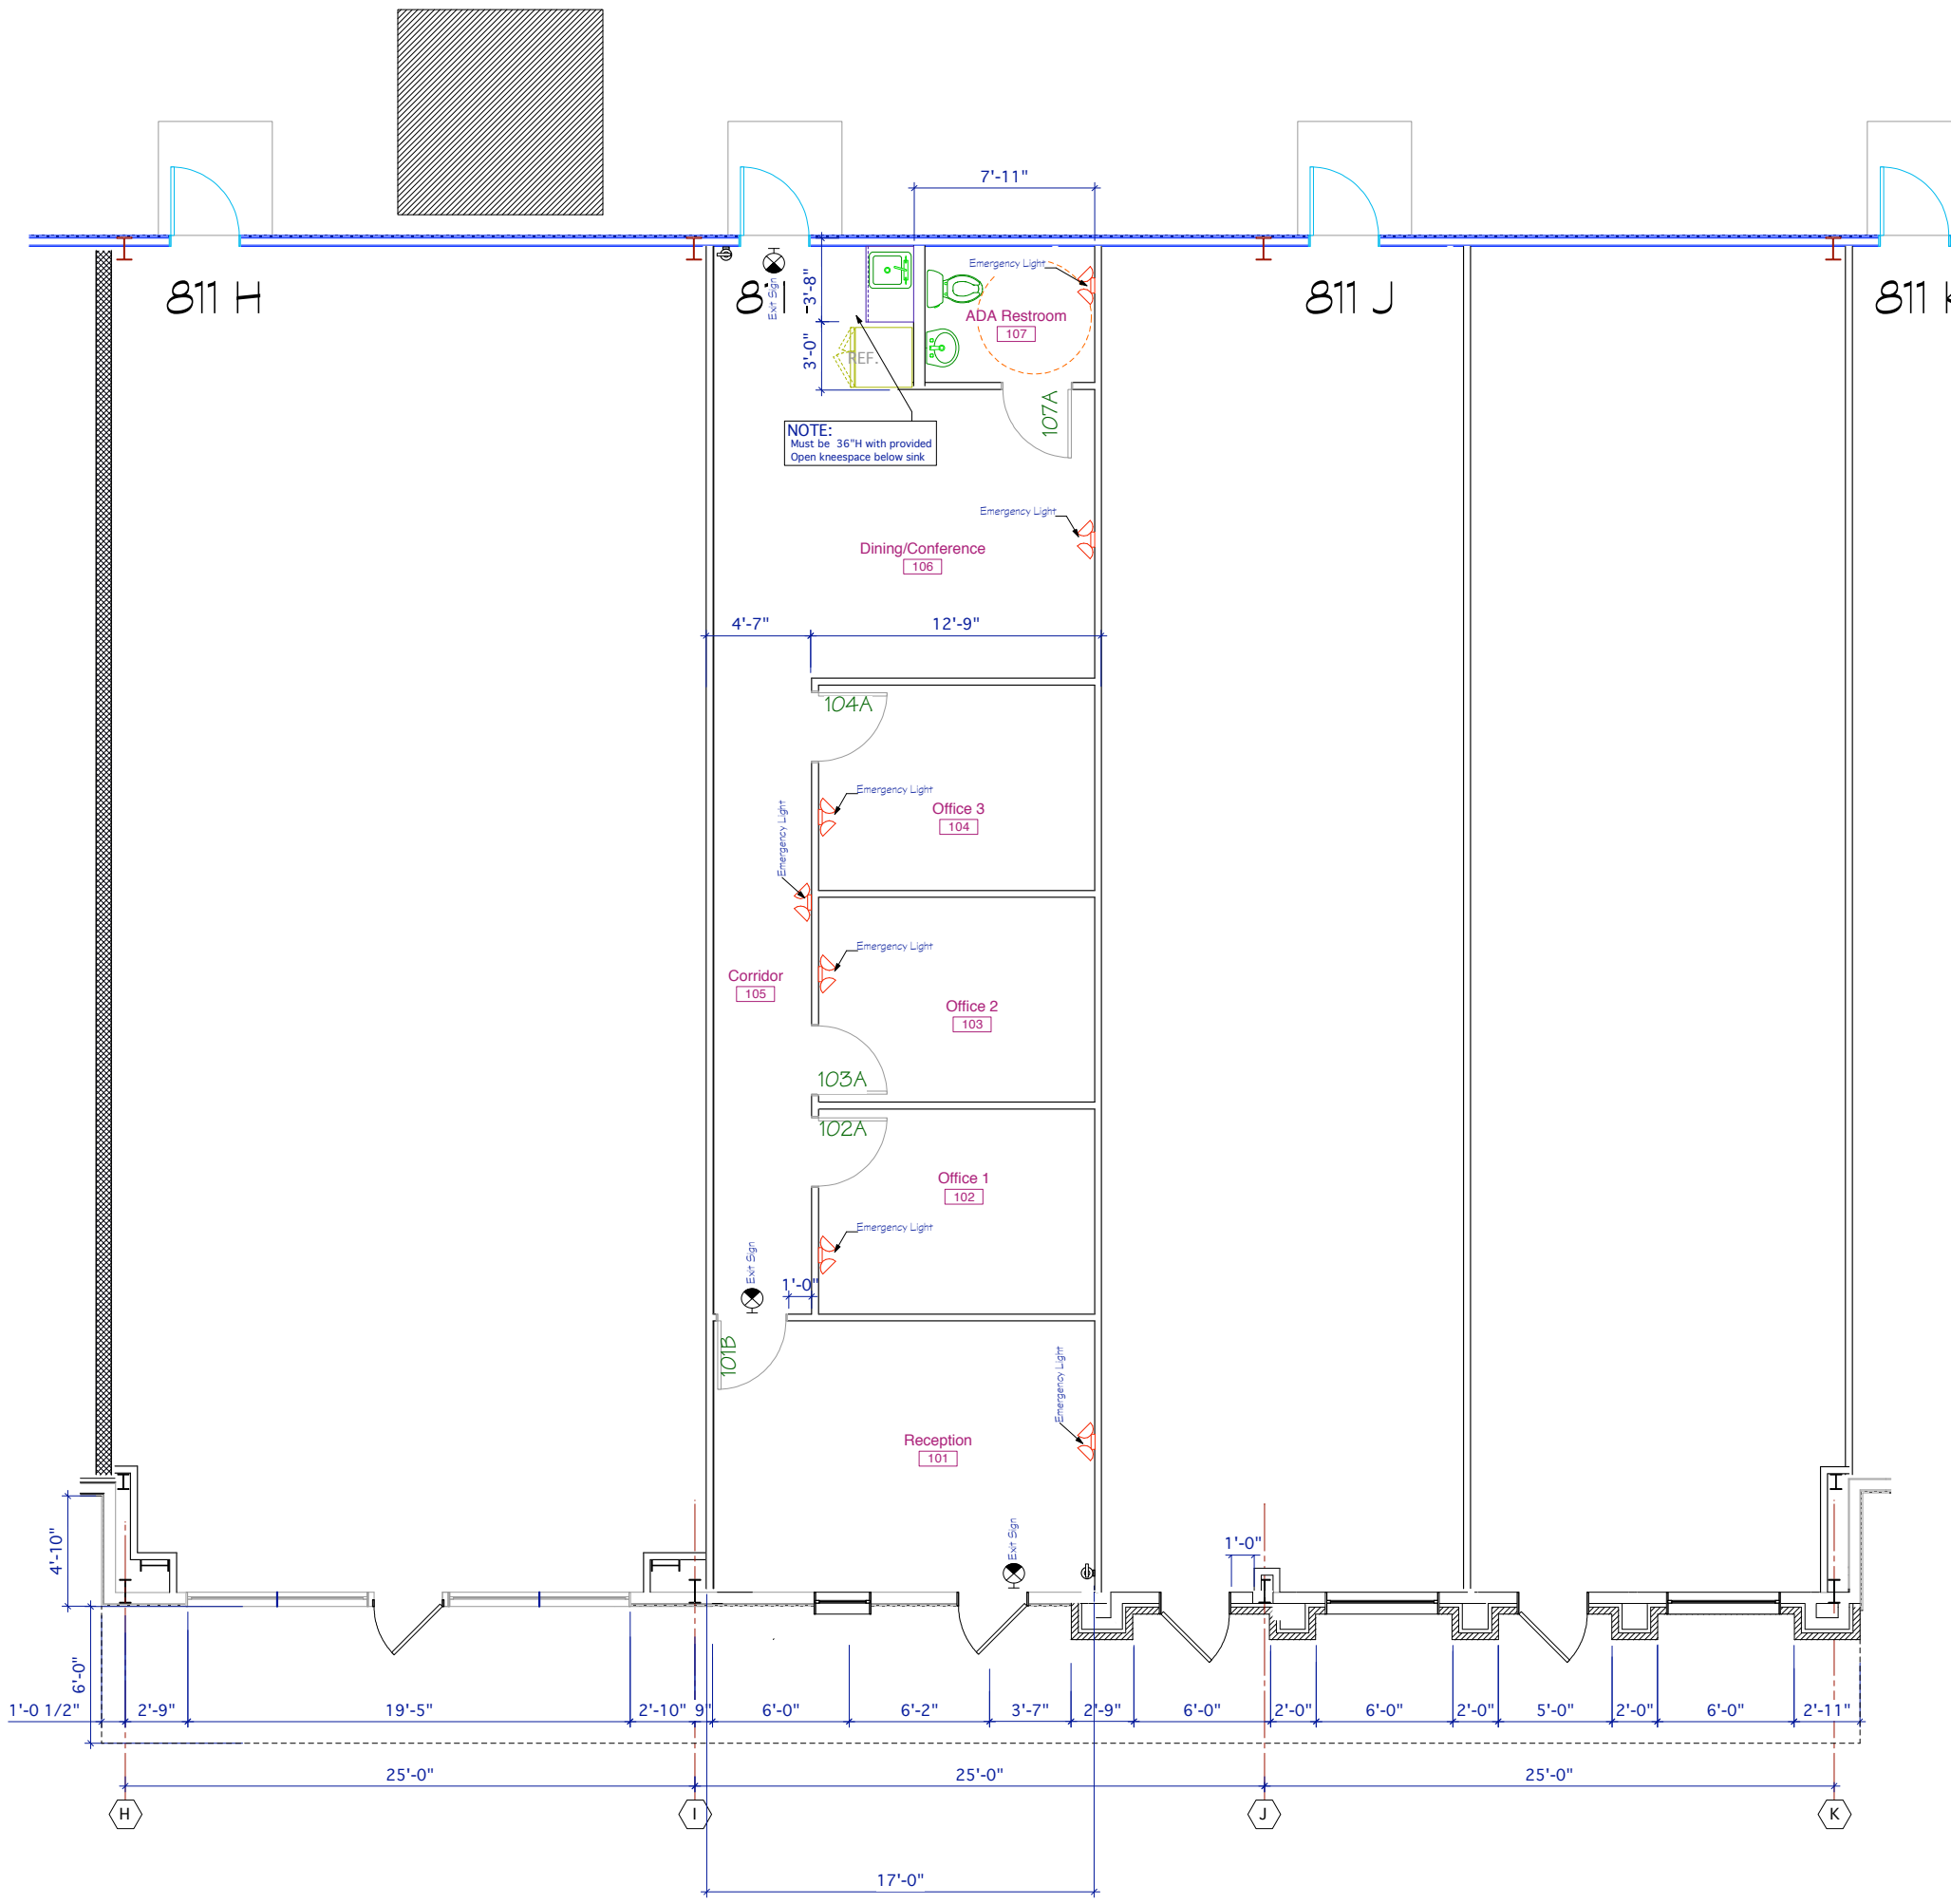 7'-11"
811 H
81
Exit Sign
3'-8"
Emergency Light
ADA Restroom
107
811 J
811
3'-0"
REF.
107A
NOTE:
Must be 36"H with provided
Open kneespace below sink
Emergency Light
Dining/Conference
106
4'-7"
12'-9"
104A
Emergency Light
Emergency Light
Office 3
104
Emergency Light
Corridor
105
Office 2
103
103A
102A
Office 1
102
Emergency Light
Exit Sign
1'-0"
101B
Emergency Light
Reception
101
Exit Sign
4'-10"
1'-0"
6'-0"
1'-0 1/2"
2'-9"
19'-5"
2'-10"
9"
6'-0"
6'-2"
3'-7"
2'-9"
6'-0"
2'-0"
6'-0"
2'-0"
5'-0"
2'-0"
6'-0"
2'-11"
25'-0"
25'-0"
25'-0"
H
I
J
K
17'-0"